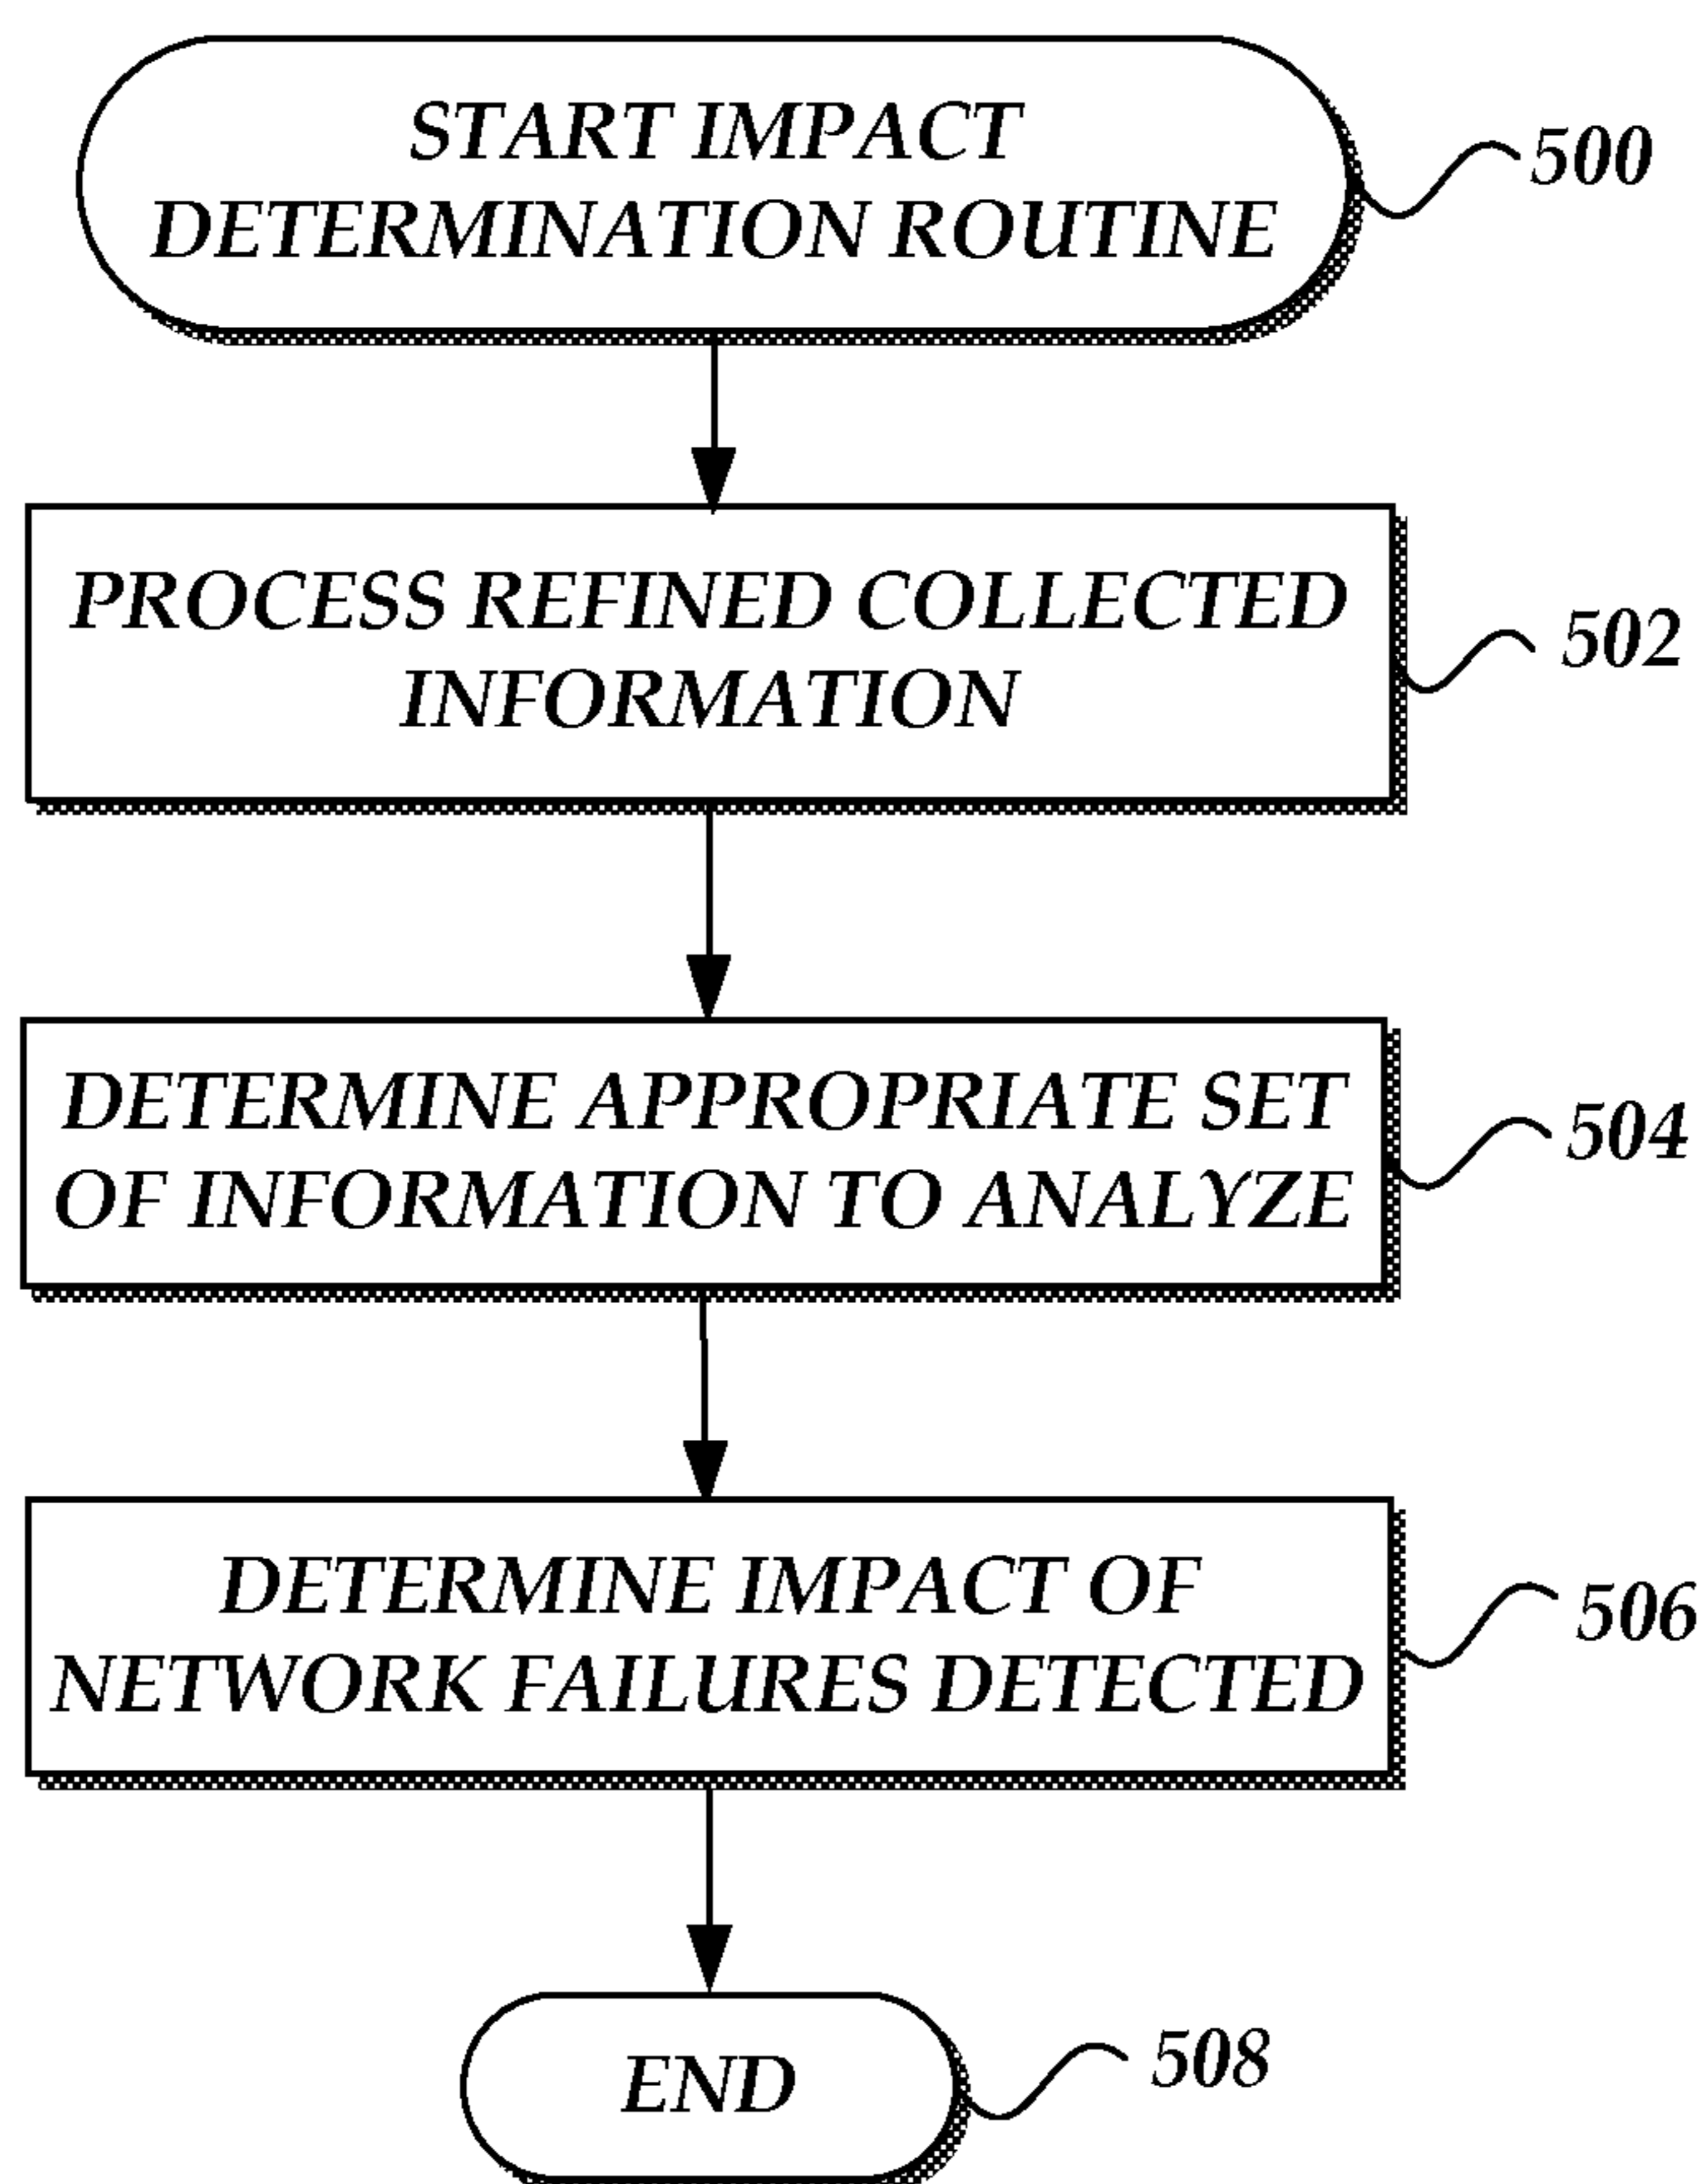 START IMPACT
DETERMINATION ROUTINE
500
PROCESS REFINED COLLECTED
INFORMATION
502
DETERMINE APPROPRIATE SET
OF INFORMATION TO ANALYZE
504
DETERMINE IMPACT OF
NETWORK FAILURES DETECTED
506
END
508